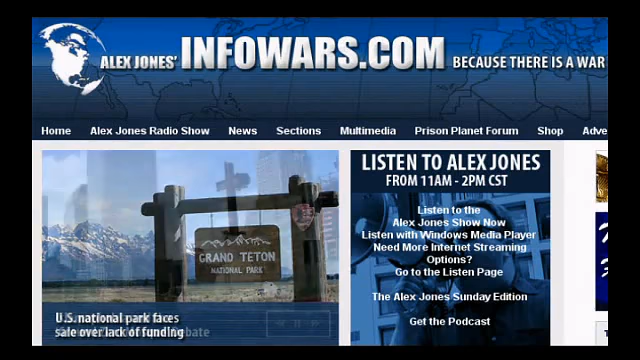 ALEX JONES' INFOWARS.COM BECAUSE THERE IS A WAR
Home Alex Jones Radio Show News Sections Multimedia Prison Planet Forum Shop Adve
LISTEN TO ALEX JONES
FROM 11AM - 2PM CST
Listen to the
Alex Jones Show Now
Listen with Windows Media Player
Need More Internet Streaming
Options?
Go to the Listen Page
The Alex Jones Sunday Edition
Get the Podcast
GRAND TETON
NATIONAL PARK
U.S. national park faces
sale over lack of funding